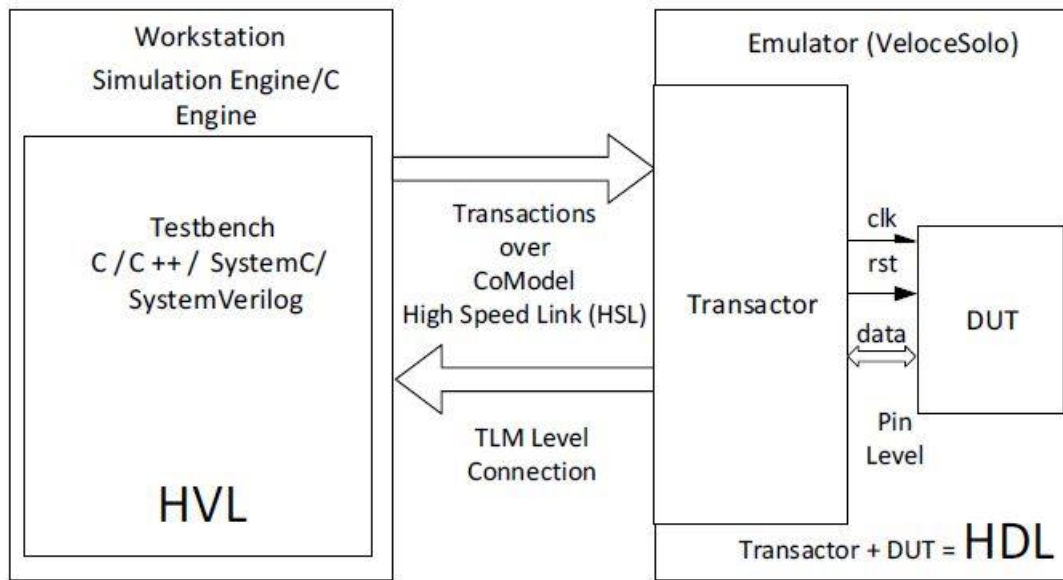 Workstation
Simulation Engine/C
Engine
Testbench
C /C ++ / SystemC/
SystemVerilog
HVL
Transactions
over
CoModel
High Speed Link (HSL)
TLM Level
Connection
Emulator (VeloceSolo)
Transactor
clk
rst
data
DUT
Pin
Level
Transactor + DUT = HDL